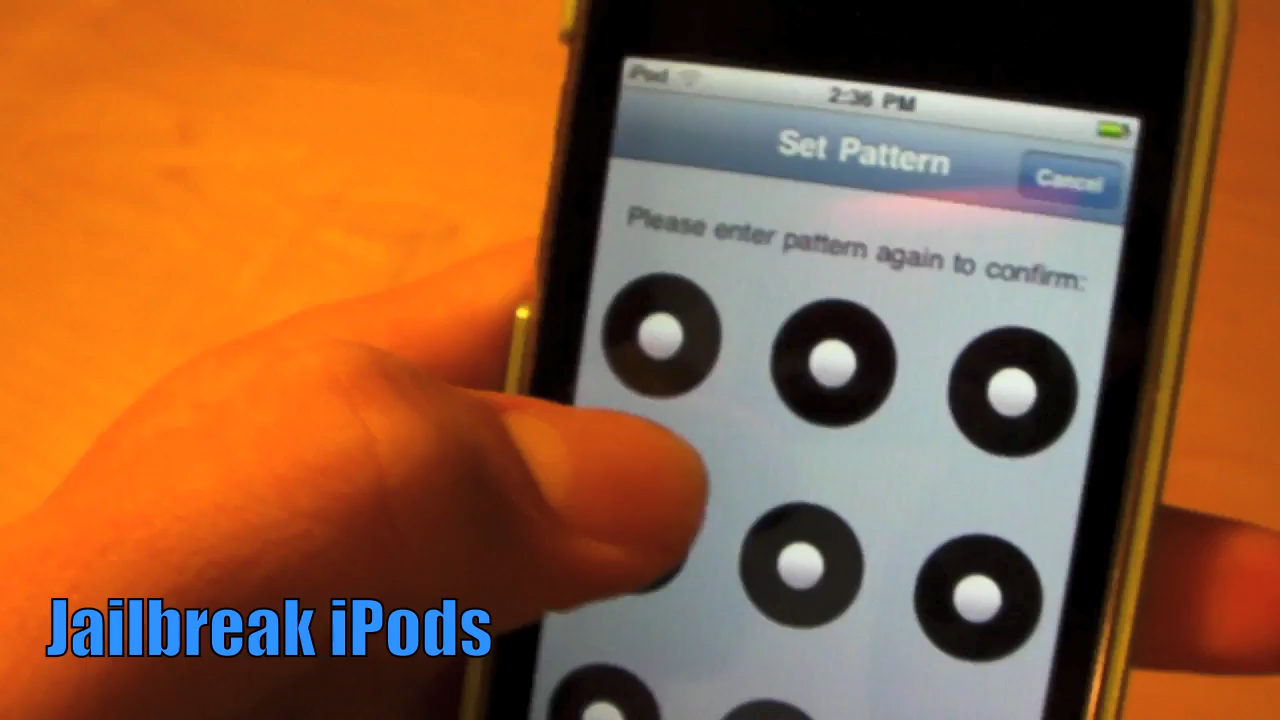 iPod
2:36 PM
Set Pattern
Cancel
Please enter pattern again to confirm:
Jailbreak iPods